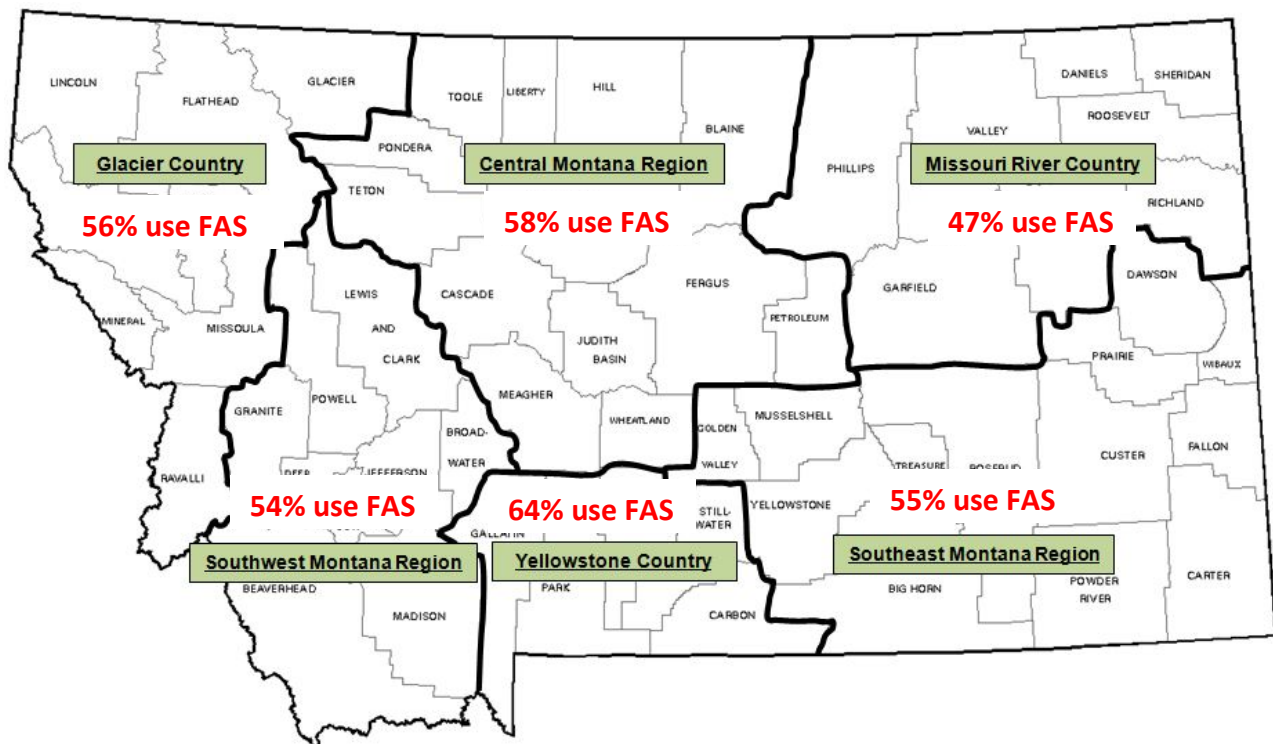 LINCOLN
FLATHEAD
GLACIER
TOOLE
LIBERTY
HILL
BLAINE
PHILLIPS
VALLEY
DANIELS
SHERIDAN
ROOSEVELT
RICHLAND
Glacier Country
56% use FAS
PONDERA
Central Montana Region
TETON
58% use FAS
Missouri River Country
47% use FAS
MINERAL
MISSOULA
LEWIS
AND
CLARK
CASCADE
JUDITH
BASIN
FERGUS
PETROLEUM
GARFIELD
DAWSON
PRAIRIE
WIBAUX
RAVALLI
GRANITE
POWELL
BROAD-
WATER
JEFFERSON
MEAGHER
WHEATLAND
GOLDEN
VALLEY
MUSSELSHELL
TREASURE
ROSEBUD
CUSTER
FALLON
54% use FAS
Southwest Montana Region
BEAVERHEAD
MADISON
64% use FAS
GALLATIN
STILL-
WATER
Yellowstone Country
PARK
CARBON
YELLOWSTONE
55% use FAS
Southeast Montana Region
BIG HORN
POWDER
RIVER
CARTER